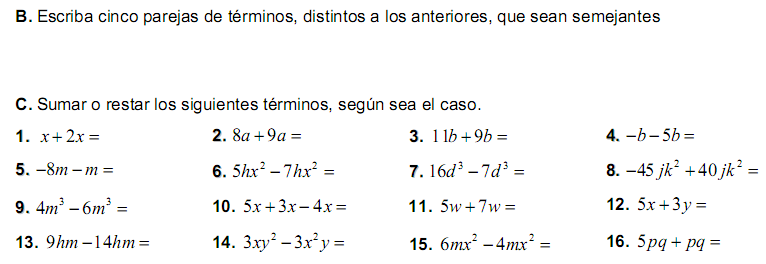 B. Escriba cinco parejas de términos, distintos a los anteriores, que sean semejantes
C. Sumar o restar los siguientes términos, según sea el caso.
1. x + 2x = 2. 8a + 9a = 3. 11b + 9b = 4. −b − 5b =
5. −8m − m = 6. 5hx² − 7hx² = 7. 16d³ − 7d³ = 8. −45jk² + 40jk² =
9. 4m³ − 6m³ = 10. 5x + 3x − 4x = 11. 5w + 7w = 12. 5x + 3y =
13. 9hm − 14hm = 14. 3xy² − 3x²y = 15. 6mx² − 4mx² = 16. 5pq + pq =